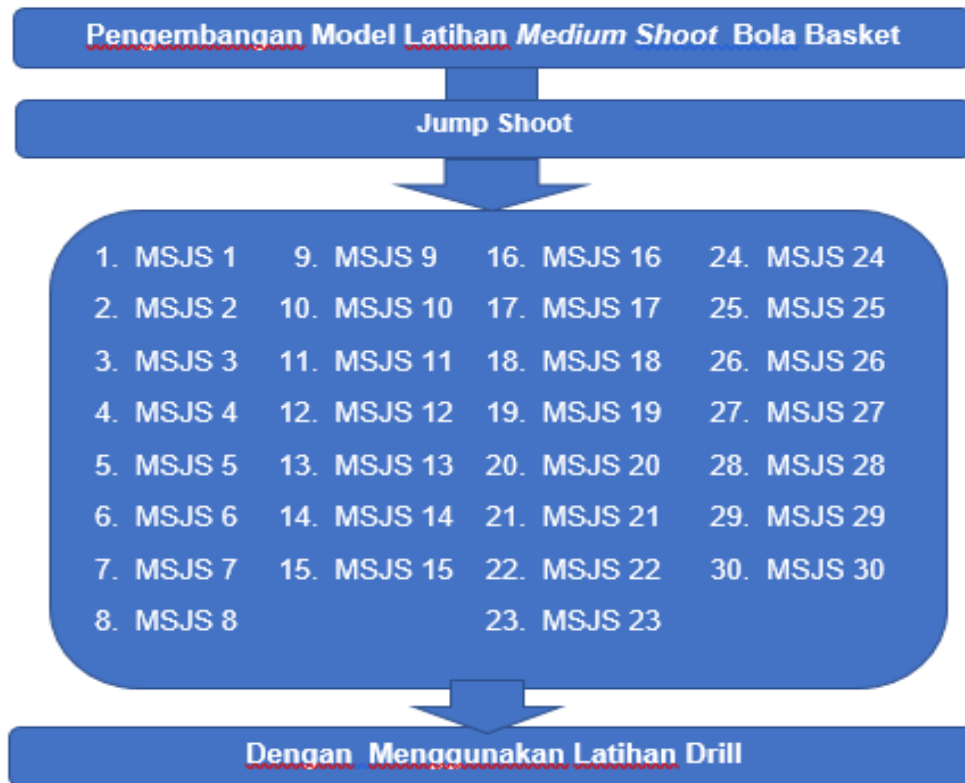 Pengembangan Model Latihan Medium Shoot Bola Basket
Jump Shoot
1. MSJS 1
2. MSJS 2
3. MSJS 3
4. MSJS 4
5. MSJS 5
6. MSJS 6
7. MSJS 7
8. MSJS 8
9. MSJS 9
10. MSJS 10
11. MSJS 11
12. MSJS 12
13. MSJS 13
14. MSJS 14
15. MSJS 15
16. MSJS 16
17. MSJS 17
18. MSJS 18
19. MSJS 19
20. MSJS 20
21. MSJS 21
22. MSJS 22
23. MSJS 23
24. MSJS 24
25. MSJS 25
26. MSJS 26
27. MSJS 27
28. MSJS 28
29. MSJS 29
30. MSJS 30
Dengan Menggunakan Latihan Drill